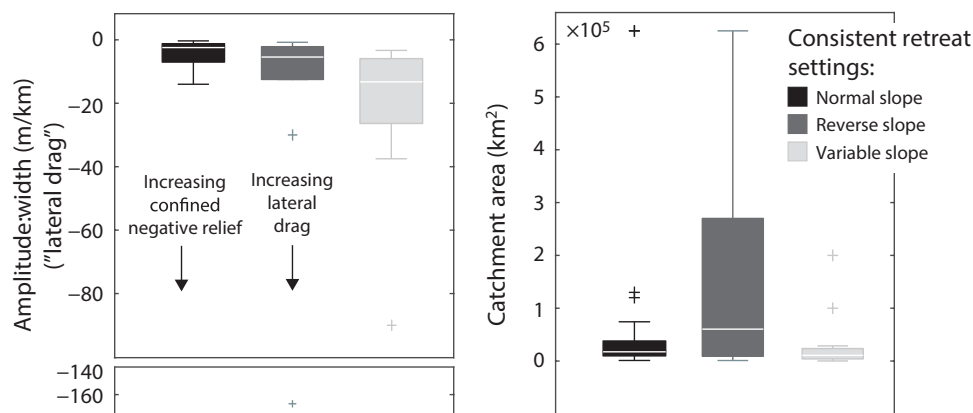 Amplitude:width (m/km)
("lateral drag")
0
−20
−40
−60
−80
−140
−160
Increasing
confined
negative relief
Increasing
lateral
drag
Catchment area (km²)
×10⁵
6
5
4
3
2
1
0
Consistent retreat
settings:
Normal slope
Reverse slope
Variable slope